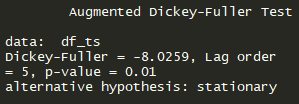 Augmented Dickey-Fuller Test
data:  df_ts
Dickey-Fuller = -8.0259, Lag order
= 5, p-value = 0.01
alternative hypothesis: stationary